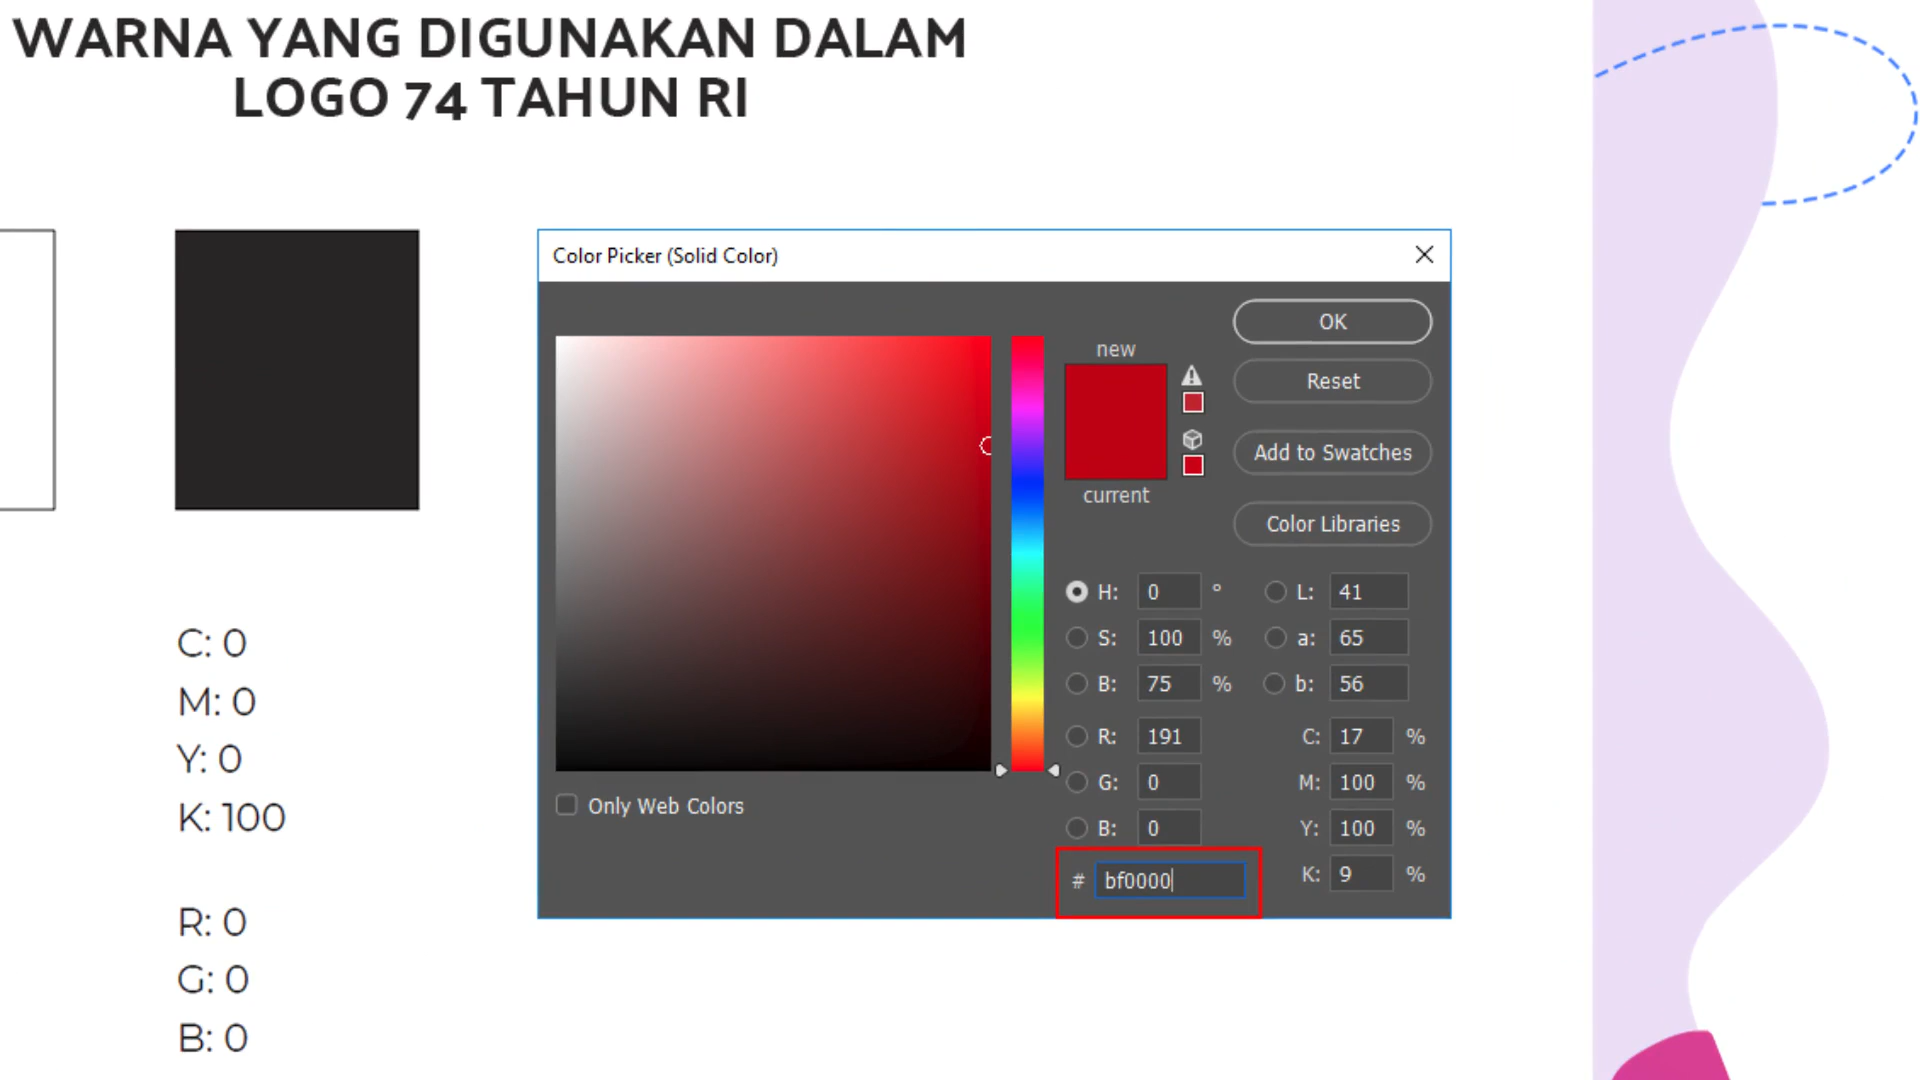 WARNA YANG DIGUNAKAN DALAM
LOGO 74 TAHUN RI
C: 0
M: 0
Y: 0
K: 100
R: 0
G: 0
B: 0
Color Picker (Solid Color)
new
current
OK
Reset
Add to Swatches
Color Libraries
H: 0 °
S: 100 %
B: 75 %
R: 191
G: 0
B: 0
# bf0000
L: 41
a: 65
b: 56
C: 17 %
M: 100 %
Y: 100 %
K: 9 %
Only Web Colors